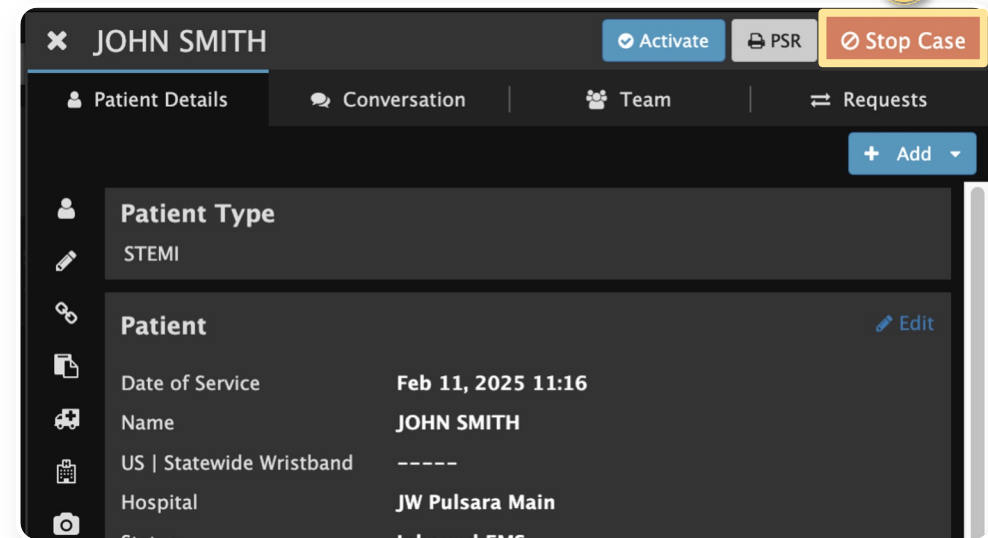 JOHN SMITH Activate PSR Stop Case
Patient Details Conversation Team Requests
Add
Patient Type
STEMI
Patient Edit
Date of Service Feb 11, 2025 11:16
Name JOHN SMITH
US | Statewide Wristband -----
Hospital JW Pulsara Main